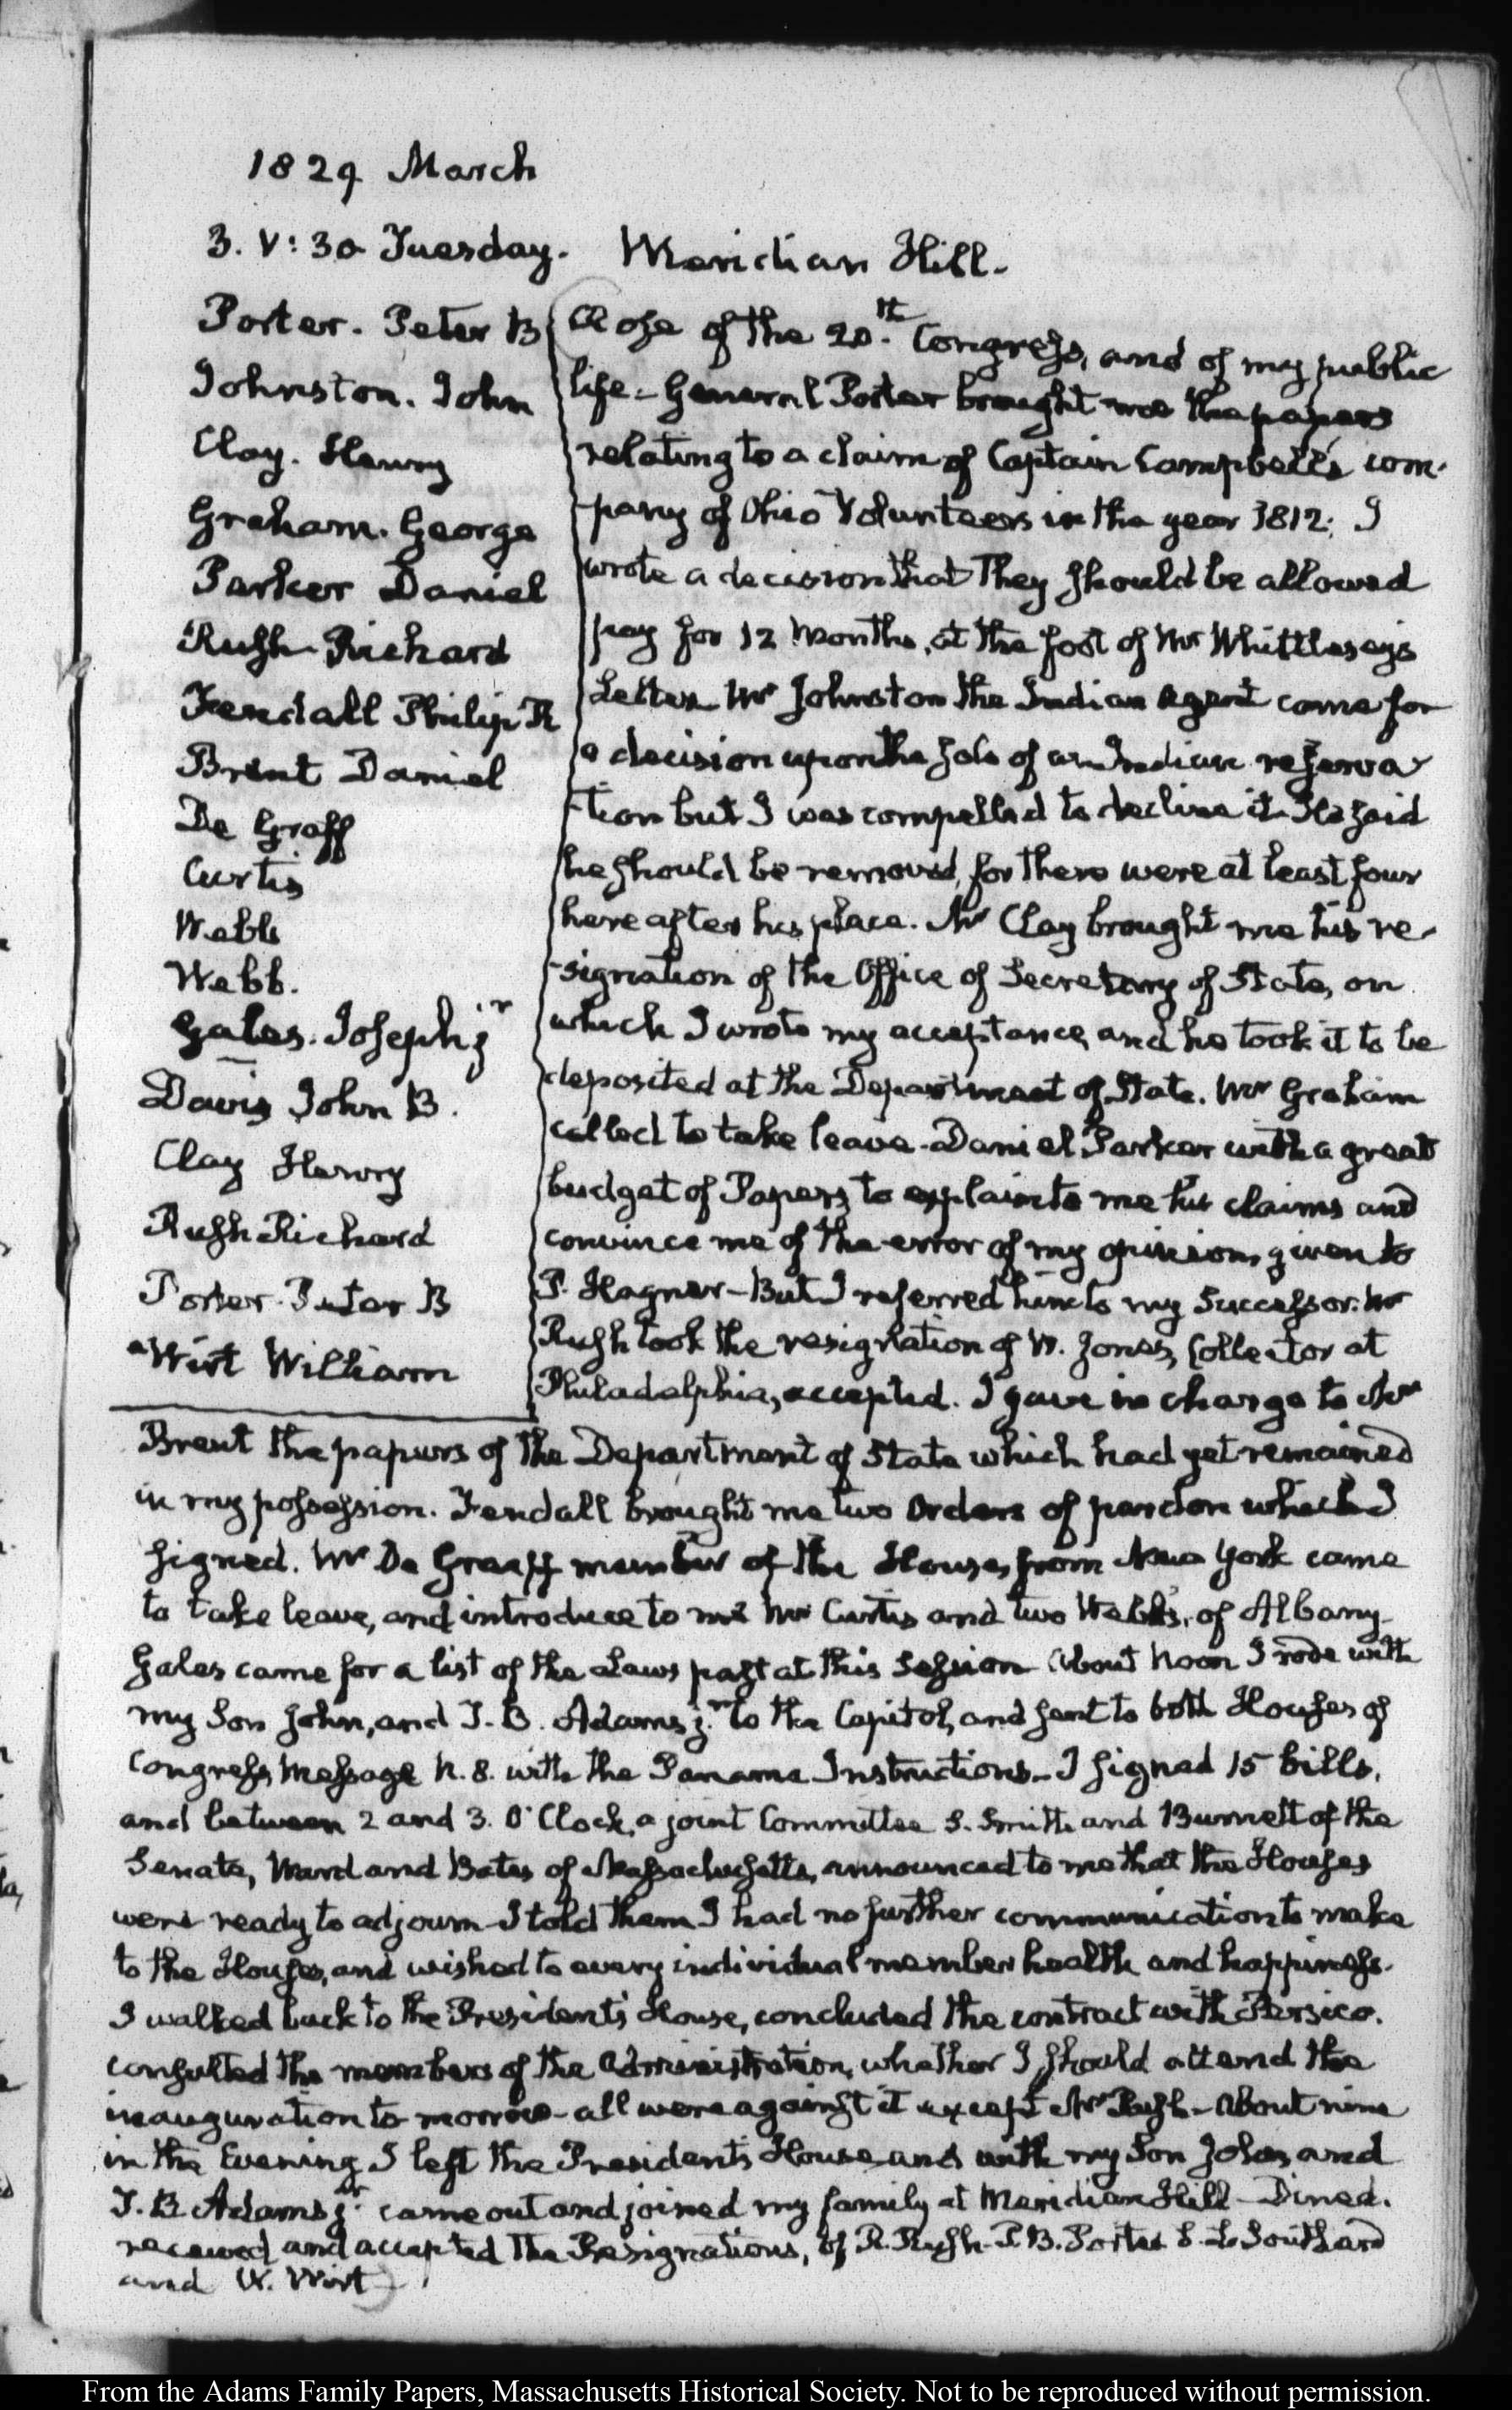 1829 March
3. V:30 Tuesday. Meridian Hill.
Porter. Peter B
Johnston. John
Clay. Henry
Graham. George
Parker Daniel
Rush Richard
Fendall Philip R
Brent Daniel
De Graff
Curtis
Webb
Webb.
Gales. Joseph jr
Davis John B.
Clay Henry
Rush Richard
Porter. Peter B
Wirt William
Close of the 20.th Congress, and of my public
life. General Porter brought me the papers
relating to a claim of Captain Campbell's com-
-pany of Ohio Volunteers in the year 1812; I
wrote a decision that they should be allowed
pay for 12 Months, at the foot of Mr Whittlesey's
Letter. Mr Johnston the Indian Agent came for
a decision upon the sale of an Indian reserva
-tion but I was compelled to decline it. He said
he should be removed, for there were at least four
here after his place. Mr Clay brought me his re-
-signation of the Office of Secretary of State, on
which I wrote my acceptance, and he took it to be
deposited at the Department of State. Mr Graham
called to take leave. Daniel Parker with a great
budget of Papers, to explain to me his claims and
convince me of the error of my opinion, given to
P. Hagner—But I referred him to my Successor. Mr
Rush took the resignation of W. Jones, Collector at
Philadelphia, accepted. I gave in charge to Mr
Brent the papers of the Department of State which had yet remained
in my possession. Fendall brought me two Orders of pardon which I
signed. Mr De Graaff member of the House, from New York came
to take leave, and introduce to me Mr Curtis and two Webb's, of Albany—
Gales came for a list of the Laws past at this Session About Noon I rode with
my Son John, and T. B. Adams jr. to the Capitol, and sent to both Houses of
Congress Message N. 8. with the Panama Instructions—I signed 15 bills,
and between 2 and 3. O'Clock, a joint Committee S. Smith and Burnett of the
Senate, Ward and Bates of Massachusetts, announced to me that the Houses
were ready to adjourn—I told them I had no further communication to make
to the Houses, and wished to every individual member health and happiness.
I walked back to the President's House, concluded the contract with Persico.
consulted the members of the Administration, whether I should attend the
inauguration to morrow—all were against it except Mr Rush—About nine
in the Evening I left the President's House and with my Son John, and
T. B. Adams jr. came out and joined my family at Meridian Hill—Dined.
received and accepted the Resignations, of R. Rush—P. B. Porter S. L. Southard
and W. Wirt
From the Adams Family Papers, Massachusetts Historical Society. Not to be reproduced without permission.